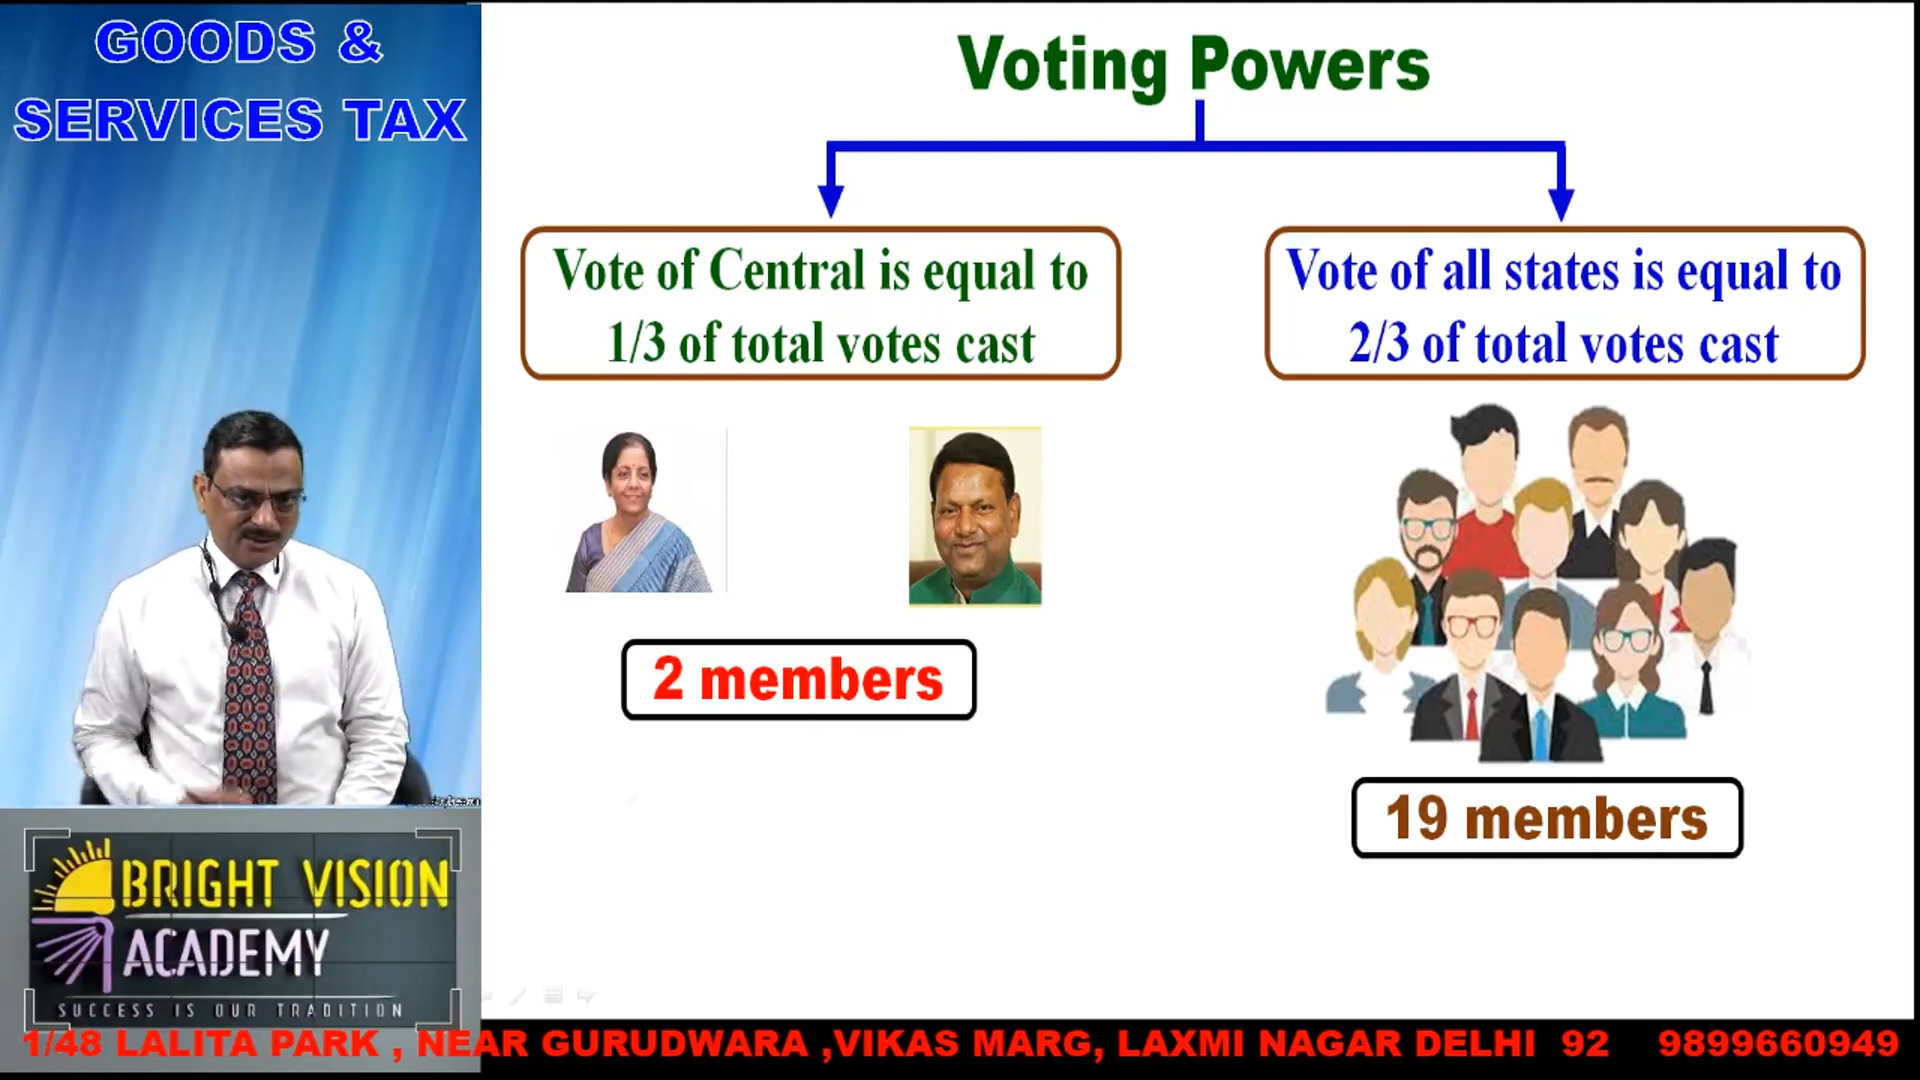 GOODS &
SERVICES TAX
Voting Powers
Vote of Central is equal to
1/3 of total votes cast
Vote of all states is equal to
2/3 of total votes cast
2 members
19 members
BRIGHT VISION
ACADEMY
SUCCESS IS OUR TRADITION
1/48 LALITA PARK , NEAR GURUDWARA ,VIKAS MARG, LAXMI NAGAR DELHI 92 9899660949